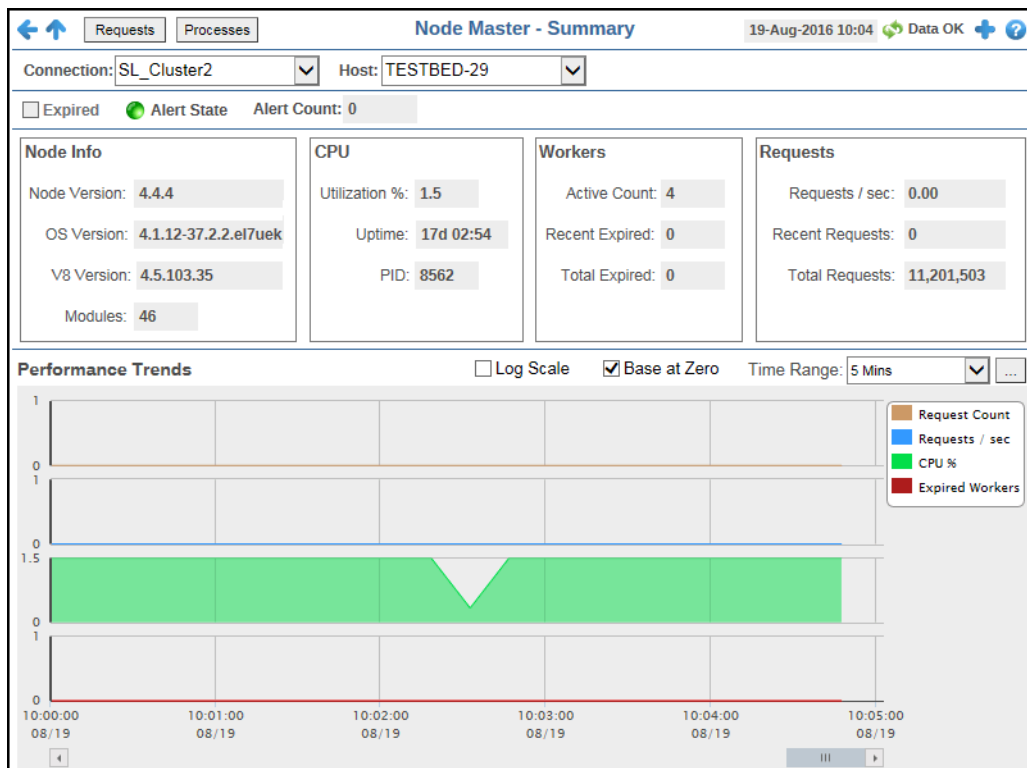 Requests Processes Node Master - Summary 19-Aug-2016 10:04 Data OK
Connection: SL_Cluster2 Host: TESTBED-29
Expired Alert State Alert Count: 0
Node Info
Node Version: 4.4.4
OS Version: 4.1.12-37.2.2.el7uek
V8 Version: 4.5.103.35
Modules: 46
CPU
Utilization %: 1.5
Uptime: 17d 02:54
PID: 8562
Workers
Active Count: 4
Recent Expired: 0
Total Expired: 0
Requests
Requests / sec: 0.00
Recent Requests: 0
Total Requests: 11,201,503
Performance Trends Log Scale Base at Zero Time Range: 5 Mins ...
1
0
1
0
1.5
0
1
0
10:00:00 10:01:00 10:02:00 10:03:00 10:04:00 10:05:00
08/19 08/19 08/19 08/19 08/19 08/19
Request Count
Requests / sec
CPU %
Expired Workers